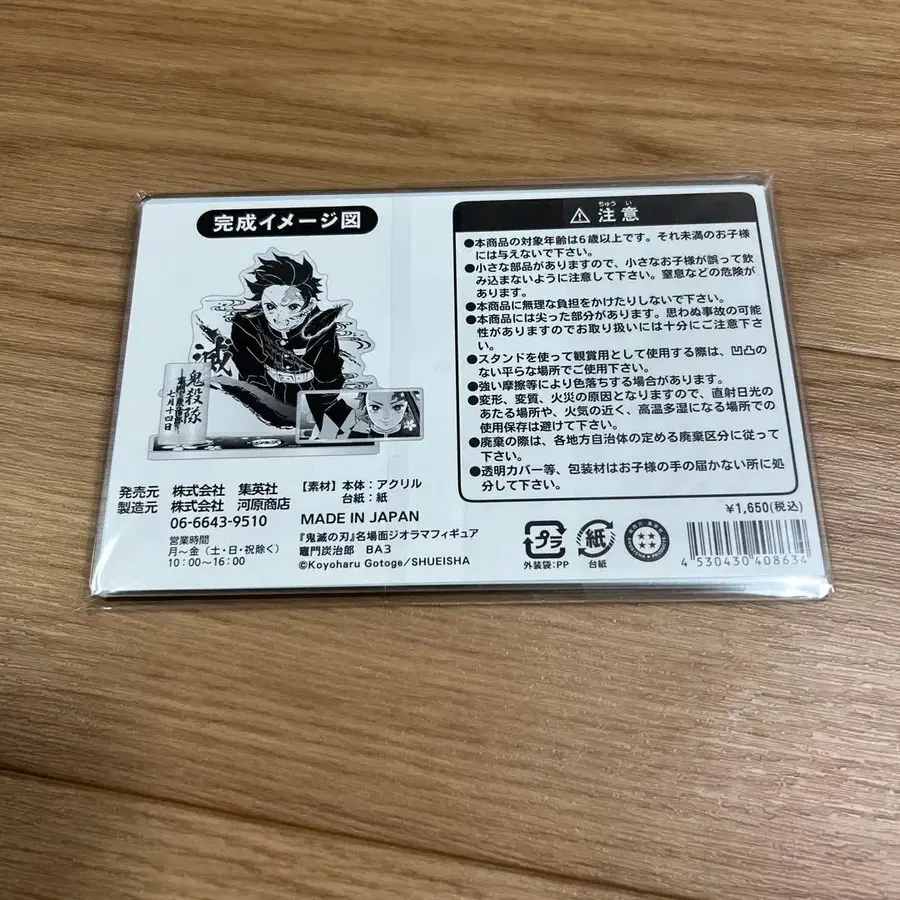 完成イメージ図
滅
鬼殺隊
七月十四日
発売元 株式会社 集英社
製造元 株式会社 河原商店
06-6643-9510
営業時間
月～金（土・日・祝除く）
10：00～16：00
【素材】本体：アクリル
台紙：紙
MADE IN JAPAN
『鬼滅の刃』名場面ジオラマフィギュア
竈門炭治郎 BA3
©Koyoharu Gotoge/SHUEISHA
ちゅう い
注意
●本商品の対象年齢は6歳以上です。それ未満のお子様
には与えないで下さい。
●小さな部品がありますので、小さなお子様が誤って飲
み込まないように注意して下さい。窒息などの危険が
あります。
●本商品に無理な負担をかけたりしないで下さい。
●本商品には尖った部分があります。思わぬ事故の可能
性がありますのでお取り扱いには十分にご注意下さ
い。
●スタンドを使って観賞用として使用する際は、凹凸の
ない平らな場所でご使用下さい。
●強い摩擦等により色落ちする場合があります。
●変形、変質、火災の原因となりますので、直射日光の
あたる場所や、火気の近く、高温多湿になる場所での
使用保存は避けて下さい。
●廃棄の際は、各地方自治体の定める廃棄区分に従って
下さい。
●透明カバー等、包装材はお子様の手の届かない所に処
分して下さい。
¥1,650(税込)
プラ
外装袋：PP
紙
台紙
4 530430 408634